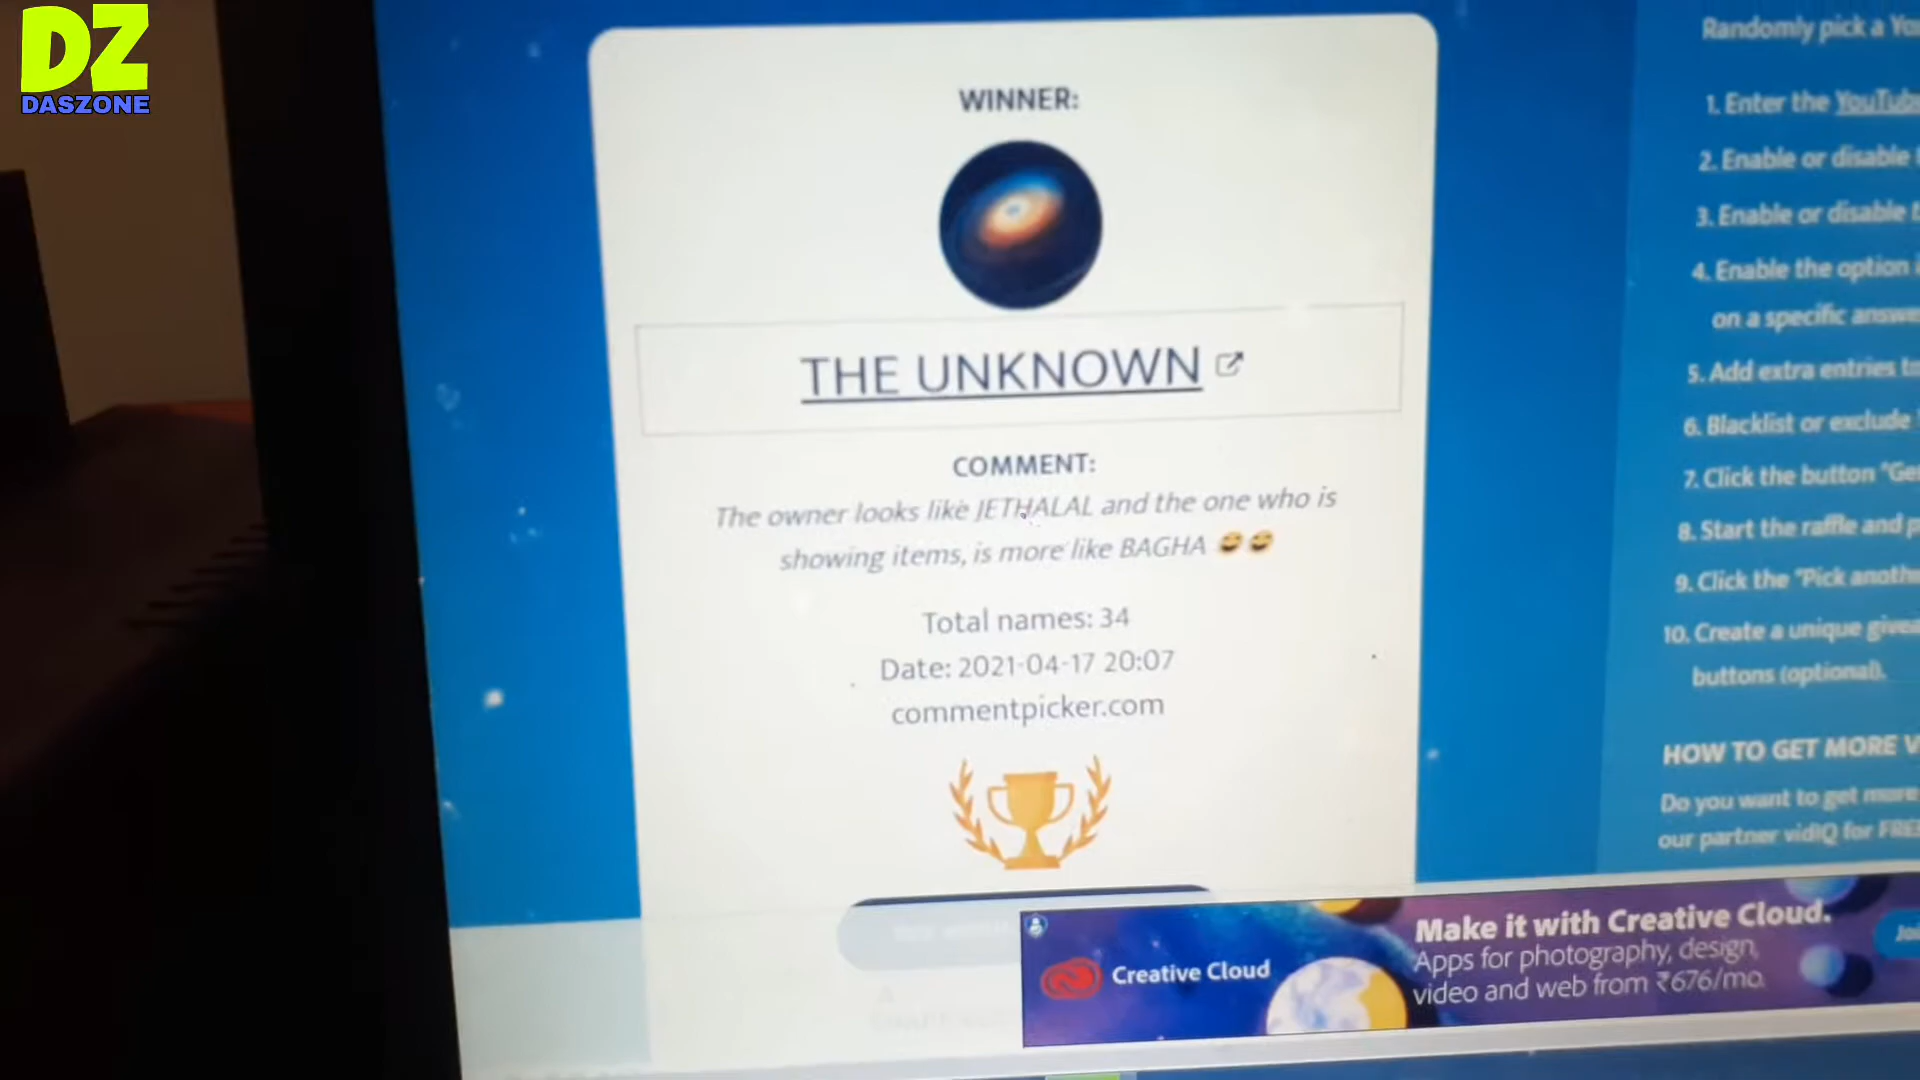 DZ
DASZONE
WINNER:
THE UNKNOWN
COMMENT:
The owner looks like JETHALAL and the one who is
showing items, is more like BAGHA 😅😅
Total names: 34
Date: 2021-04-17 20:07
commentpicker.com
Randomly pick a
1. Enter the
2. Enable or disable
3. Enable or disable
4. Enable the option
on a specific
5. Add extra entries
6. Blacklist or exclude
7. Click the button
8. Start the raffle and
9. Click the "Pick
10. Create a unique
buttons (optional).
HOW TO GET MORE
Do you want to get more
our partner vidIQ for
Creative Cloud
Make it with Creative Cloud.
Apps for photography, design,
video and web from ₹676/mo.